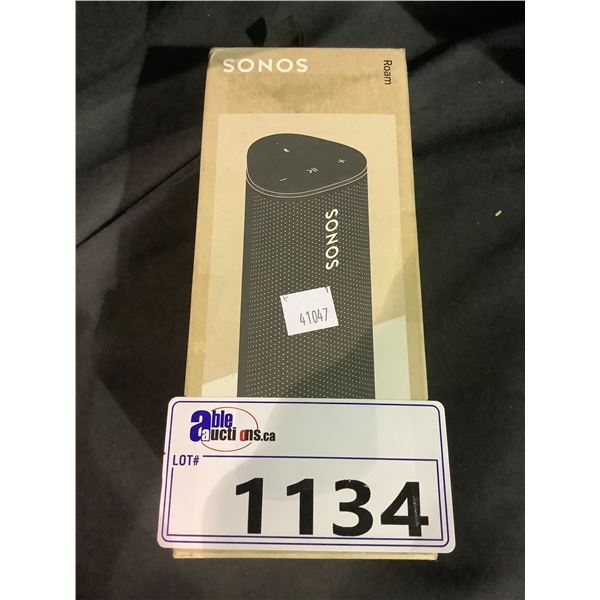 SONOS
Roam
SONOS
41047
able
auctions.ca
LOT#
1134